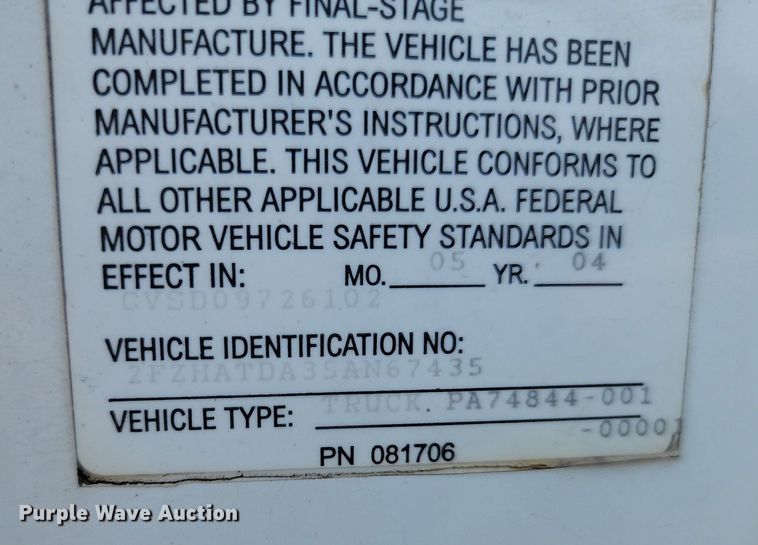 AFFECTED BY FINAL-STAGE
MANUFACTURE. THE VEHICLE HAS BEEN
COMPLETED IN ACCORDANCE WITH PRIOR
MANUFACTURER'S INSTRUCTIONS, WHERE
APPLICABLE. THIS VEHICLE CONFORMS TO
ALL OTHER APPLICABLE U.S.A. FEDERAL
MOTOR VEHICLE SAFETY STANDARDS IN
EFFECT IN: MO. 05 YR. 04
GVSD09726102
VEHICLE IDENTIFICATION NO:
2FZHATDA35AN67435
VEHICLE TYPE: TRUCK. PA74844-001
-00001
PN 081706
Purple Wave Auction